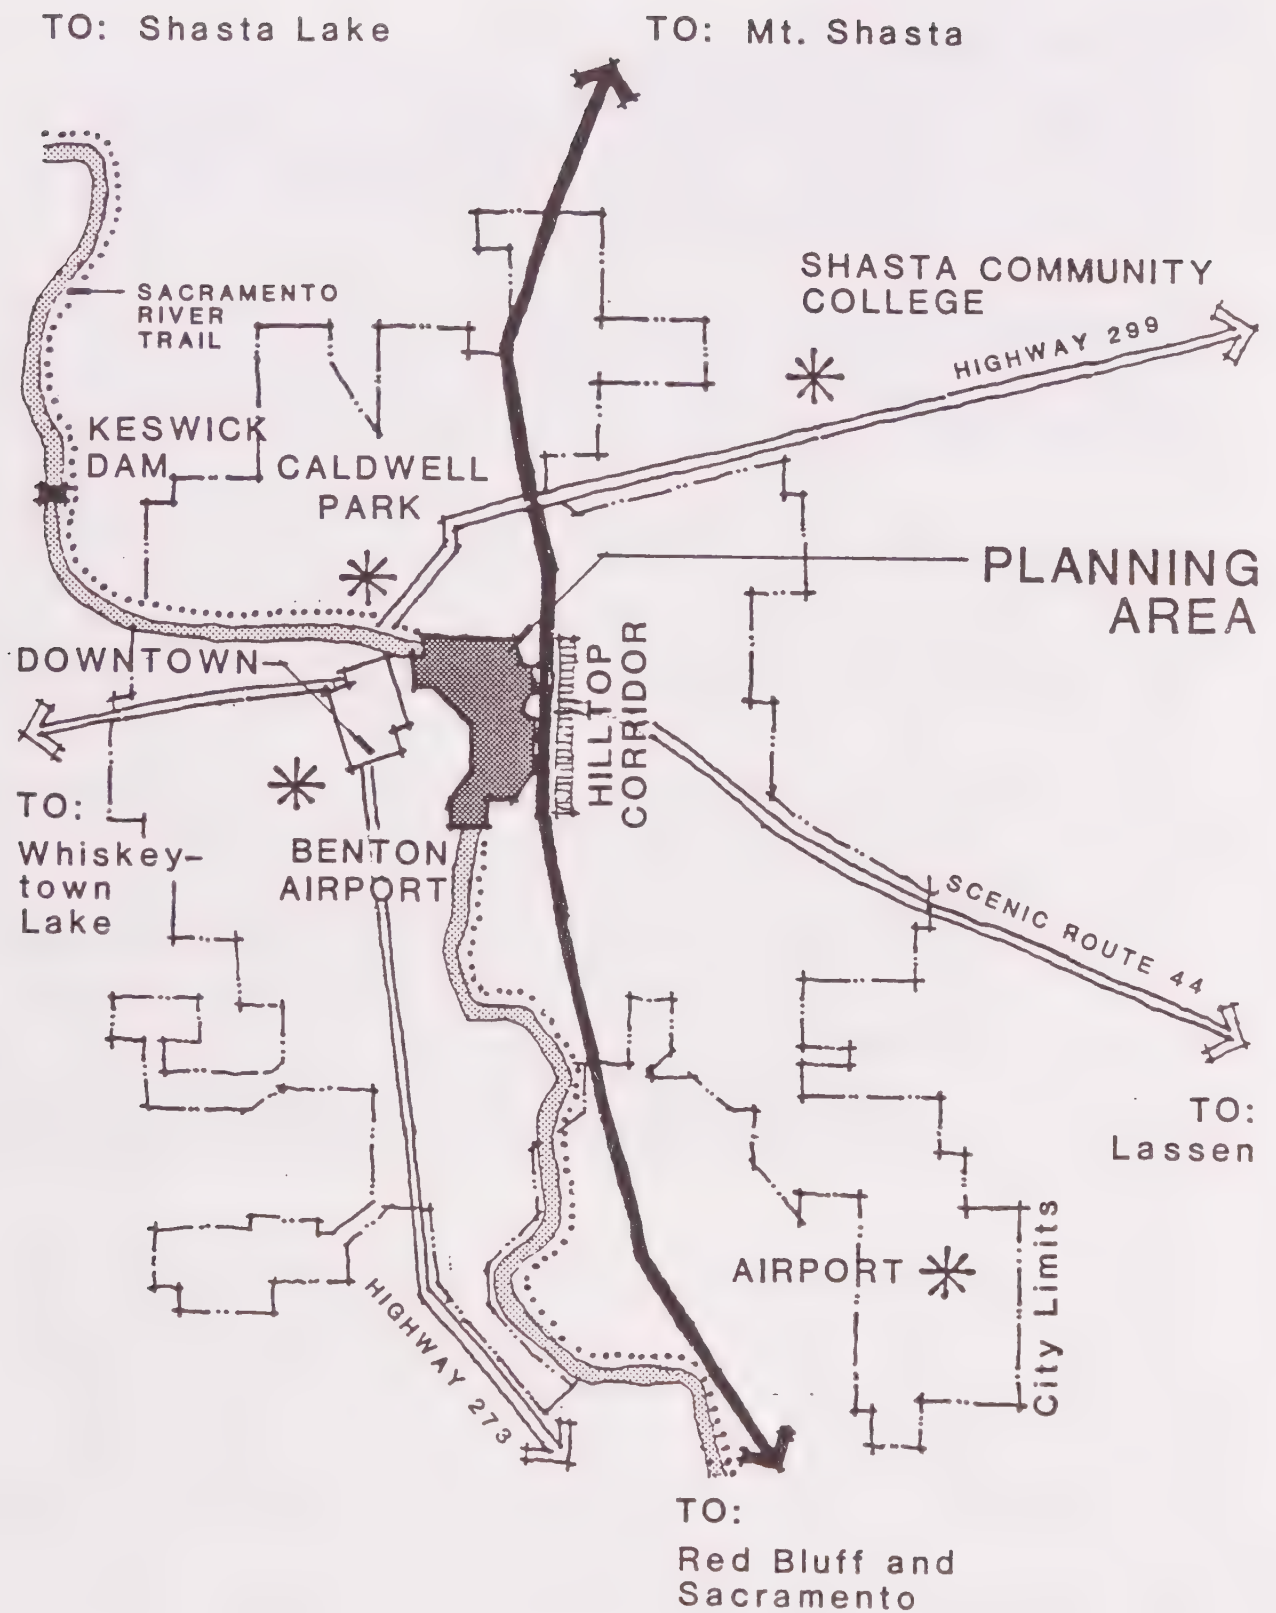 TO: Shasta Lake
TO: Mt. Shasta
SHASTA COMMUNITY
COLLEGE
HIGHWAY 299
SACRAMENTO
RIVER
TRAIL
KESWICK
DAM
CALDWELL
PARK
PLANNING
AREA
DOWNTOWN
HILLTOP
CORRIDOR
TO:
Whiskey-
town
Lake
BENTON
AIRPORT
SCENIC ROUTE 44
TO:
Lassen
AIRPORT
City Limits
HIGHWAY 273
TO:
Red Bluff and
Sacramento